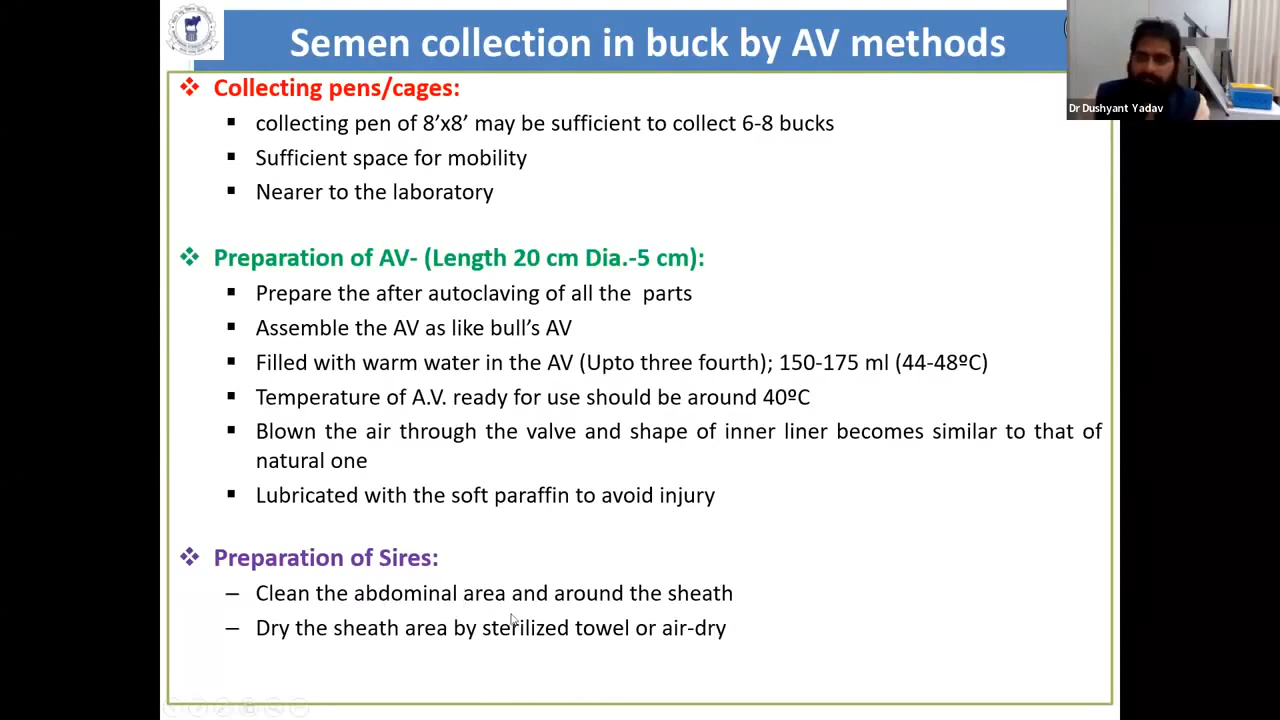 Semen collection in buck by AV methods
Dr Dushyant Yadav
❖ Collecting pens/cages:
▪ collecting pen of 8’x8’ may be sufficient to collect 6-8 bucks
▪ Sufficient space for mobility
▪ Nearer to the laboratory
❖ Preparation of AV- (Length 20 cm Dia.-5 cm):
▪ Prepare the after autoclaving of all the parts
▪ Assemble the AV as like bull’s AV
▪ Filled with warm water in the AV (Upto three fourth); 150-175 ml (44-48ºC)
▪ Temperature of A.V. ready for use should be around 40ºC
▪ Blown the air through the valve and shape of inner liner becomes similar to that of
natural one
▪ Lubricated with the soft paraffin to avoid injury
❖ Preparation of Sires:
– Clean the abdominal area and around the sheath
– Dry the sheath area by sterilized towel or air-dry